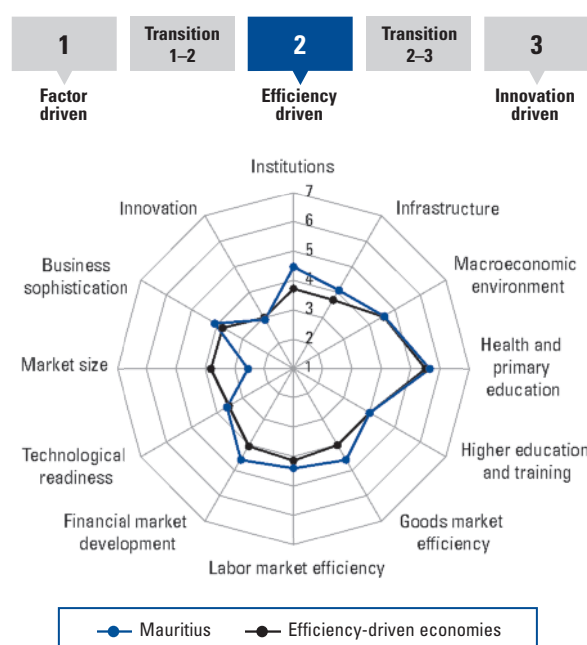 1
Transition
1–2
2
Transition
2–3
3
Factor
driven
Efficiency
driven
Innovation
driven
Institutions
7
Innovation
Infrastructure
6
5
Business
sophistication
Macroeconomic
environment
4
3
2
Market size
1
Health and
primary
education
Technological
readiness
Higher education
and training
Financial market
development
Goods market
efficiency
Labor market efficiency
Mauritius
Efficiency-driven economies